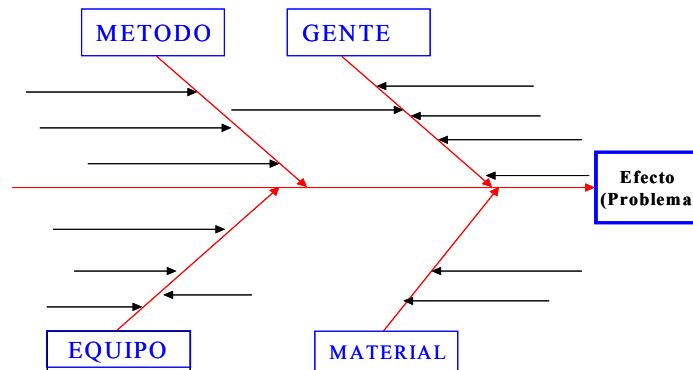 METODO
GENTE
Efecto
(Problema
EQUIPO
MATERIAL